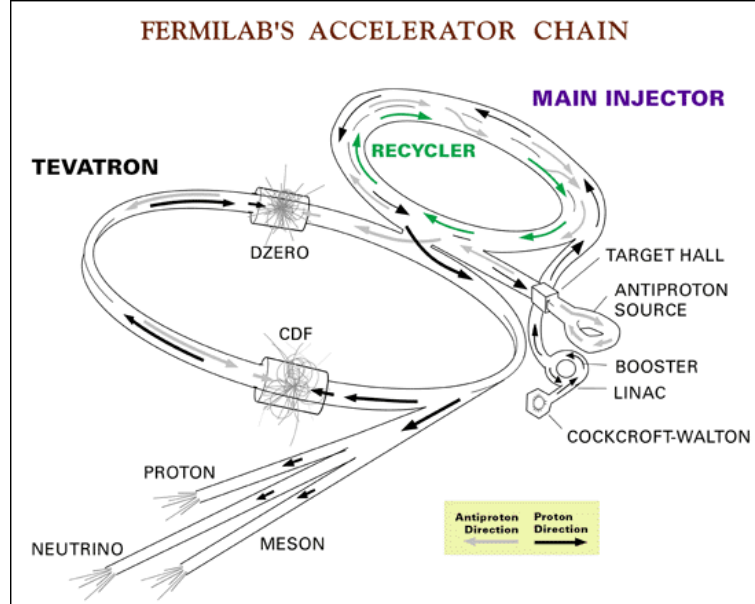 FERMILAB'S ACCELERATOR CHAIN
MAIN INJECTOR
RECYCLER
TEVATRON
DZERO
TARGET HALL
ANTIPROTON
SOURCE
CDF
BOOSTER
LINAC
COCKCROFT-WALTON
PROTON
NEUTRINO
MESON
Antiproton
Direction
Proton
Direction